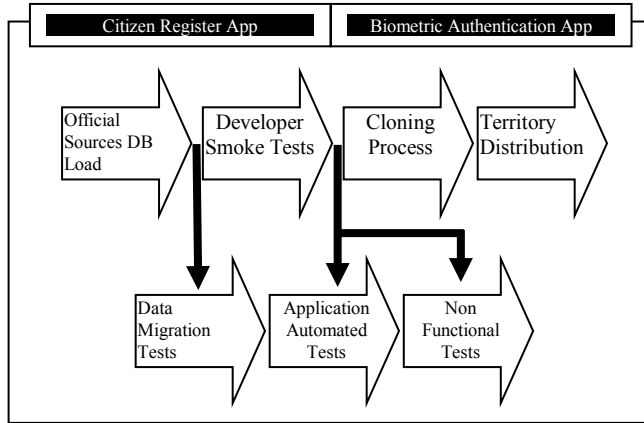 Citizen Register App
Biometric Authentication App
Official
Sources DB
Load
Developer
Smoke Tests
Cloning
Process
Territory
Distribution
Data
Migration
Tests
Application
Automated
Tests
Non
Functional
Tests